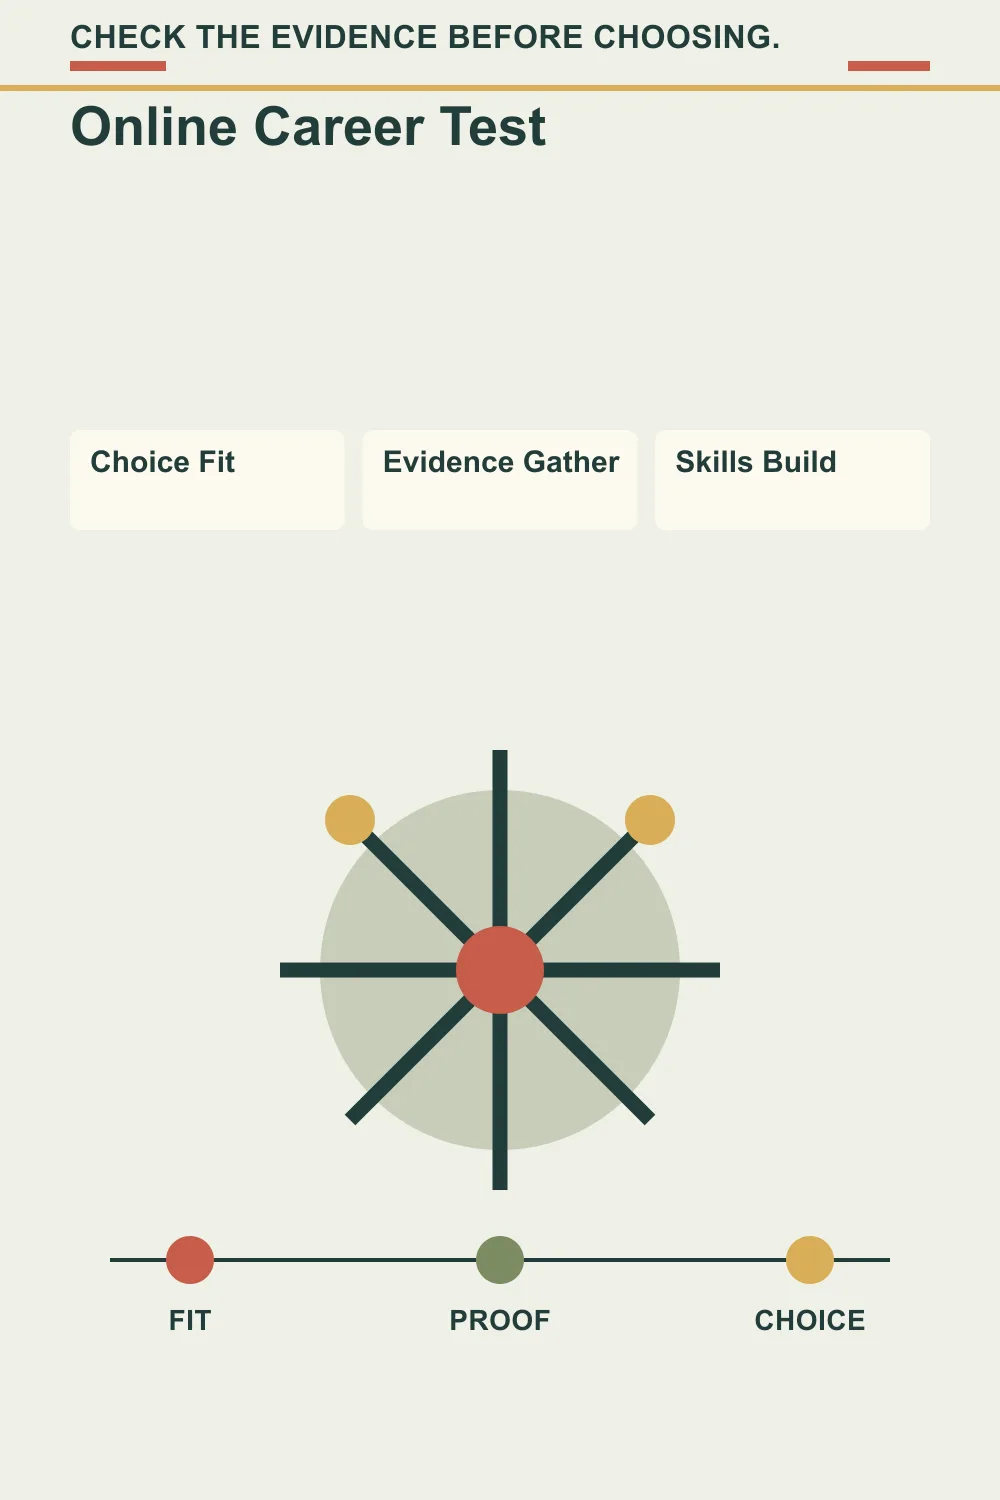 CHECK THE EVIDENCE BEFORE CHOOSING.
Online Career Test
Choice Fit
Evidence Gather
Skills Build
FIT
PROOF
CHOICE